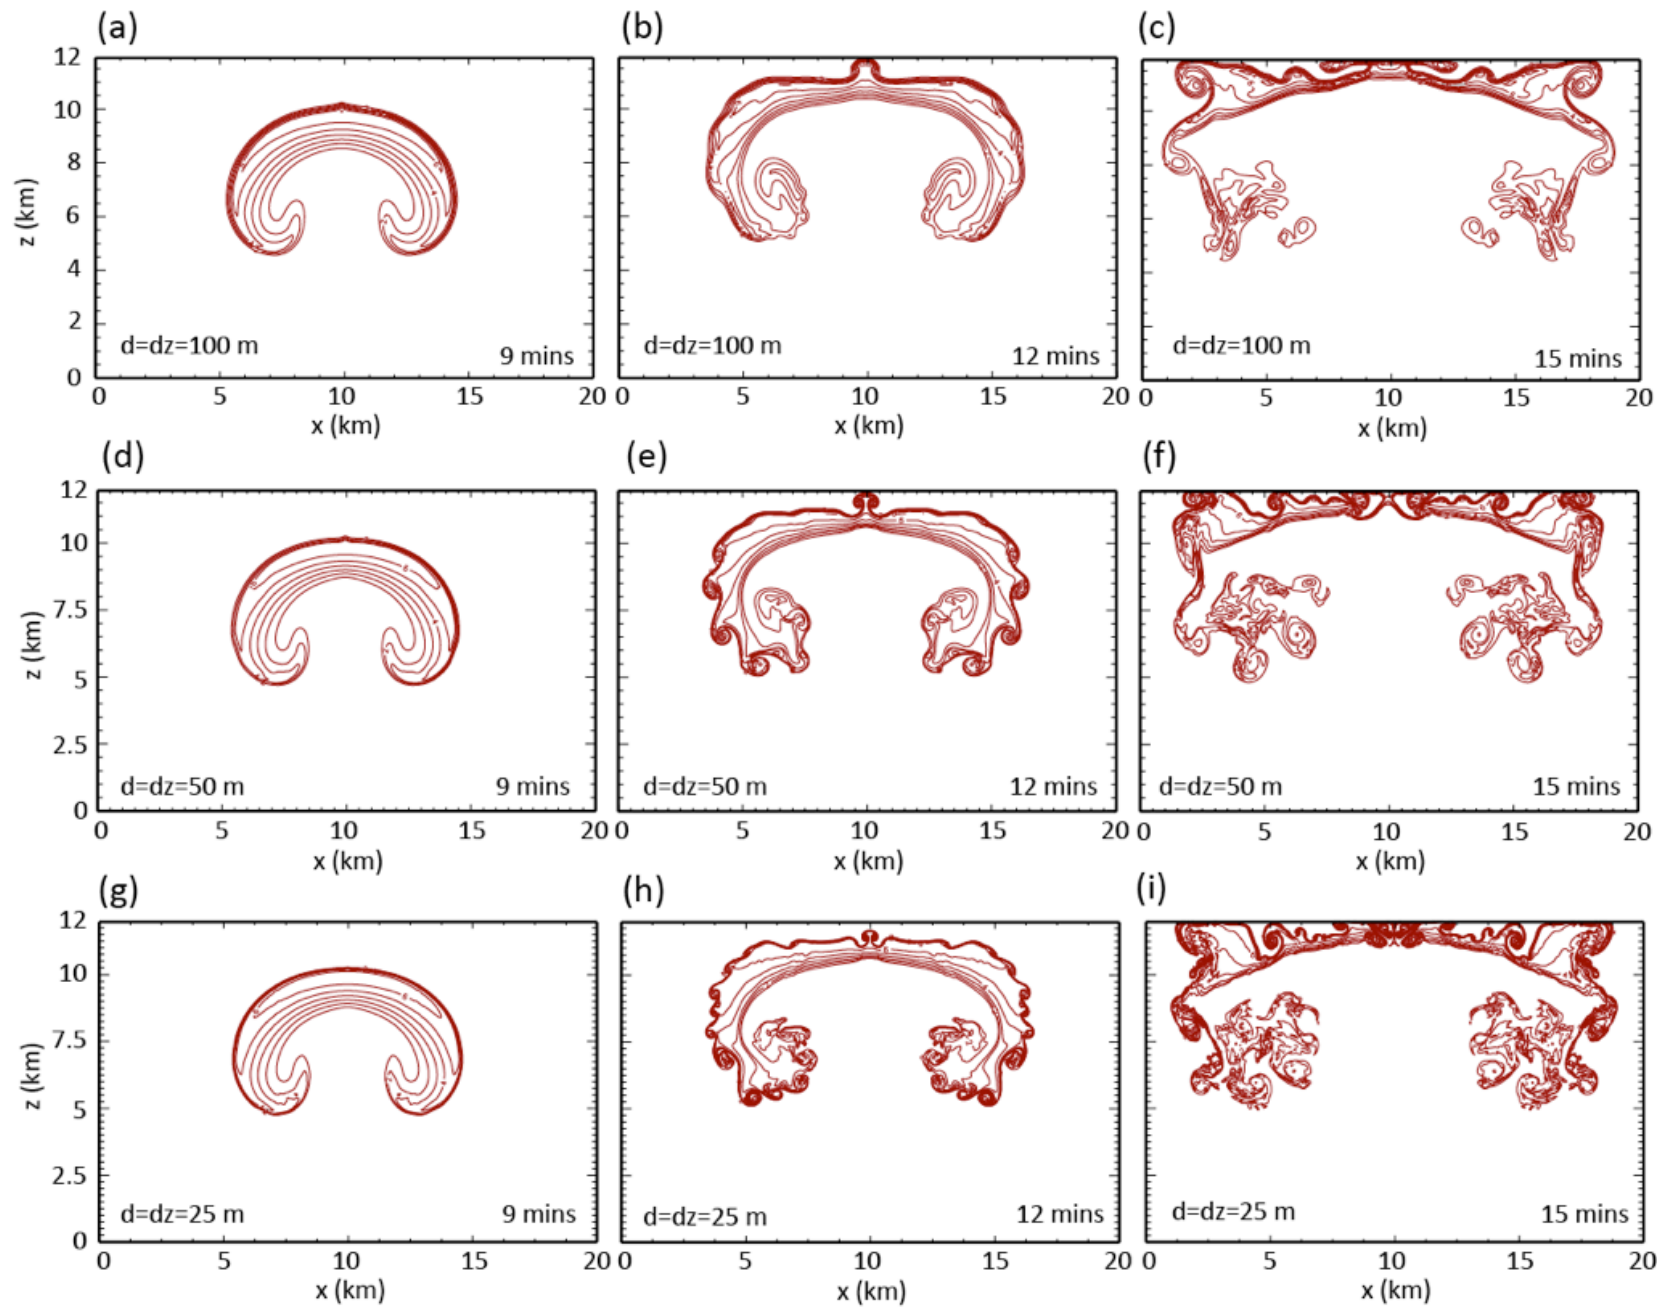 (a) (b) (c)
12
10
8
6
4
2
0
z (km)
d=dz=100 m 9 mins
d=dz=100 m 12 mins
d=dz=100 m 15 mins
0 5 10 15 20 0 5 10 15 20 0 5 10 15 20
x (km) x (km) x (km)
(d) (e) (f)
12
10
7.5
5
2.5
0
z (km)
d=dz=50 m 9 mins
d=dz=50 m 12 mins
d=dz=50 m 15 mins
0 5 10 15 20 0 5 10 15 20 0 5 10 15 20
x (km) x (km) x (km)
(g) (h) (i)
12
10
7.5
5
2.5
0
z (km)
d=dz=25 m 9 mins
d=dz=25 m 12 mins
d=dz=25 m 15 mins
0 5 10 15 20 0 5 10 15 20 0 5 10 15 20
x (km) x (km) x (km)